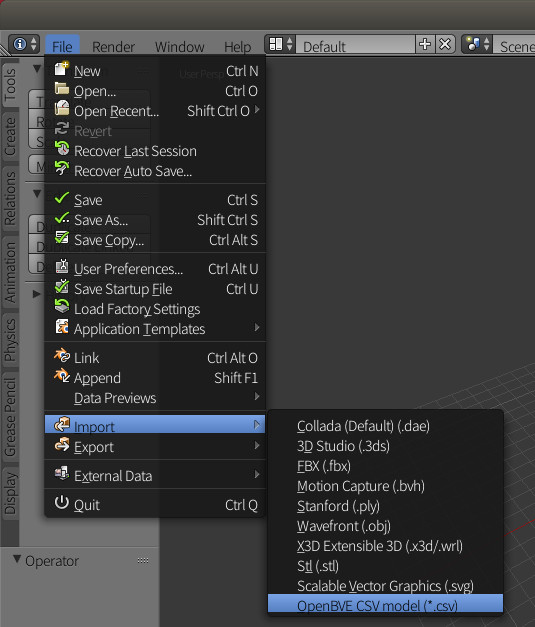 File Render Window Help Default Scene
Tools
Create
Relations
Animation
Physics
Grease Pencil
Display
New Ctrl N
Open... Ctrl O
Open Recent... Shift Ctrl O
Revert
Recover Last Session
Recover Auto Save...
Save Ctrl S
Save As... Shift Ctrl S
Save Copy... Ctrl Alt S
User Preferences... Ctrl Alt U
Save Startup File Ctrl U
Load Factory Settings
Application Templates
Link Ctrl Alt O
Append Shift F1
Data Previews
Import
Export
External Data
Quit Ctrl Q
Collada (Default) (.dae)
3D Studio (.3ds)
FBX (.fbx)
Motion Capture (.bvh)
Stanford (.ply)
Wavefront (.obj)
X3D Extensible 3D (.x3d/.wrl)
Stl (.stl)
Scalable Vector Graphics (.svg)
OpenBVE CSV model (*.csv)
Operator